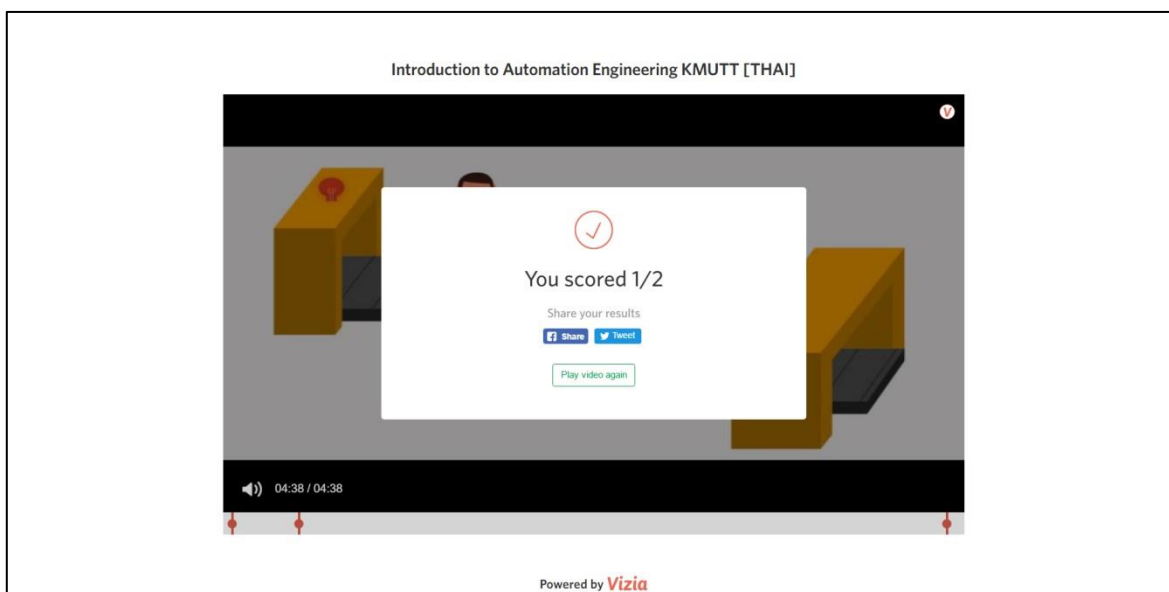 Introduction to Automation Engineering KMUTT [THAI]
V
You scored 1/2
Share your results
f Share Tweet
Play video again
04:38 / 04:38
Powered by Vizia